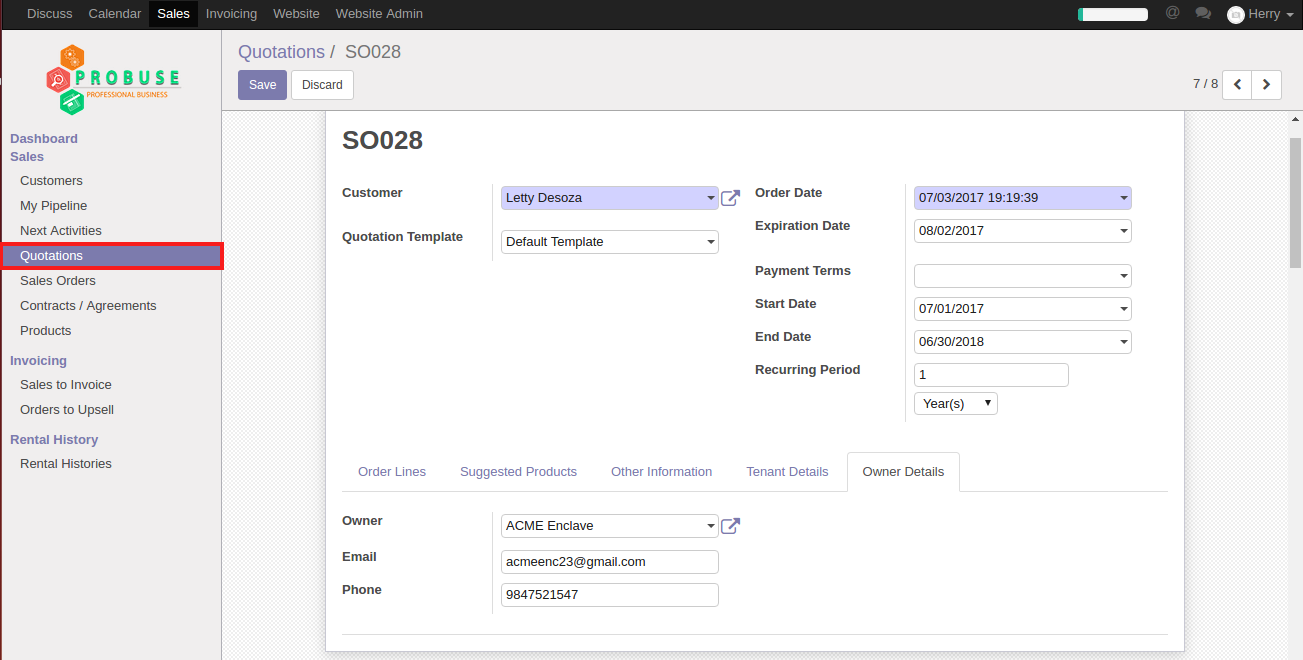 Discuss Calendar Sales Invoicing Website Website Admin @ Herry
PROBUSE
PROFESSIONAL BUSINESS
Dashboard
Sales
Customers
My Pipeline
Next Activities
Quotations
Sales Orders
Contracts / Agreements
Products
Invoicing
Sales to Invoice
Orders to Upsell
Rental History
Rental Histories
Quotations / SO028
Save Discard
7 / 8
SO028
Customer Letty Desoza
Quotation Template Default Template
Order Date 07/03/2017 19:19:39
Expiration Date 08/02/2017
Payment Terms
Start Date 07/01/2017
End Date 06/30/2018
Recurring Period 1
Year(s)
Order Lines Suggested Products Other Information Tenant Details Owner Details
Owner ACME Enclave
Email acmeenc23@gmail.com
Phone 9847521547